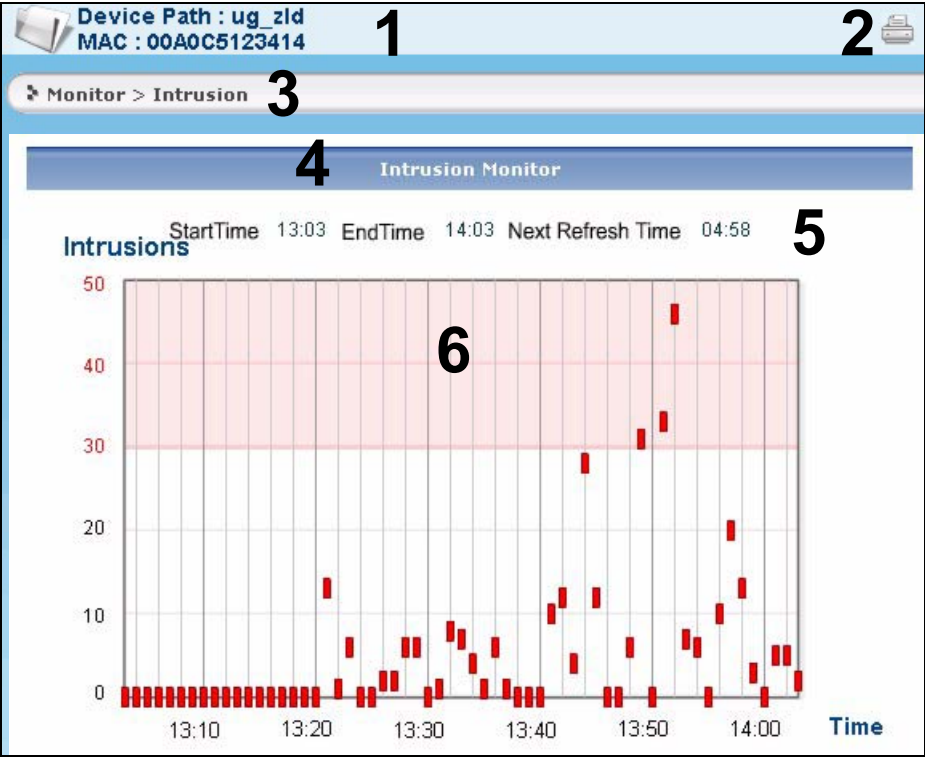 Device Path : ug_zld
MAC : 00A0C5123414
1
2
Monitor > Intrusion
3
4
Intrusion Monitor
StartTime 13:03 EndTime 14:03 Next Refresh Time 04:58
5
Intrusions
50
40
30
20
10
0
6
13:10 13:20 13:30 13:40 13:50 14:00
Time